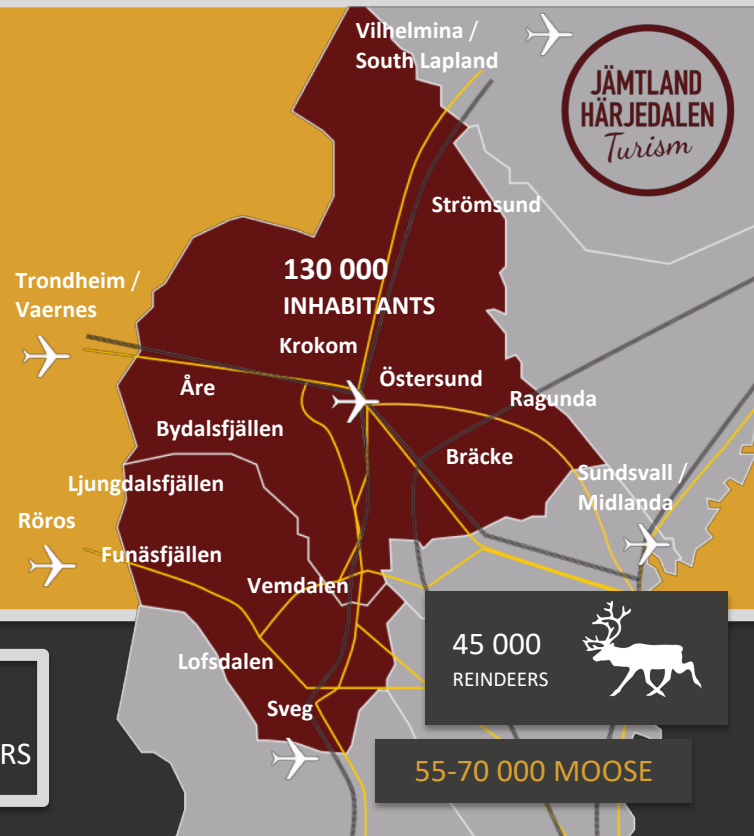 Vilhelmina /
South Lapland
JÄMTLAND
HÄRJEDALEN
Turism
Strömsund
130 000
INHABITANTS
Trondheim /
Vaernes
Krokom
Östersund
Åre
Ragunda
Bydalsfjällen
Bräcke
Sundsvall /
Midlanda
Ljungdalsfjällen
Röros
Funäsfjällen
Vemdalen
45 000
REINDEERS
Lofsdalen
Sveg
RS
55-70 000 MOOSE